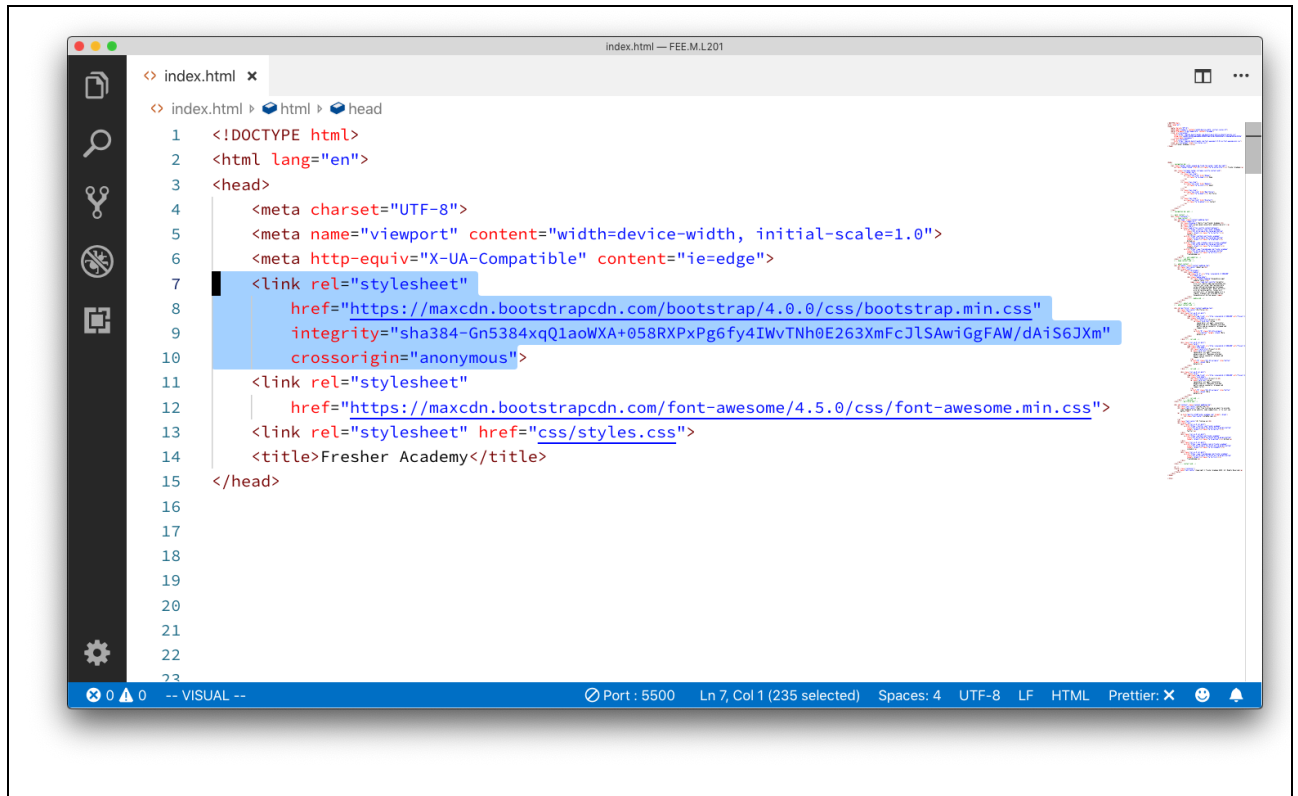 index.html — FEE.M.L201
<> index.html ×
<> index.html ▹ html ▹ head
1 <!DOCTYPE html>
2 <html lang="en">
3 <head>
4 <meta charset="UTF-8">
5 <meta name="viewport" content="width=device-width, initial-scale=1.0">
6 <meta http-equiv="X-UA-Compatible" content="ie=edge">
7 <link rel="stylesheet"
8 href="https://maxcdn.bootstrapcdn.com/bootstrap/4.0.0/css/bootstrap.min.css"
9 integrity="sha384-Gn5384xqQ1aoWXA+058RXPxPg6fy4IWvTNh0E263XmFcJlSAwiGgFAW/dAiS6JXm"
10 crossorigin="anonymous">
11 <link rel="stylesheet"
12 href="https://maxcdn.bootstrapcdn.com/font-awesome/4.5.0/css/font-awesome.min.css">
13 <link rel="stylesheet" href="css/styles.css">
14 <title>Fresher Academy</title>
15 </head>
16
17
18
19
20
21
22
23
0 0 -- VISUAL -- Port : 5500 Ln 7, Col 1 (235 selected) Spaces: 4 UTF-8 LF HTML Prettier: ×